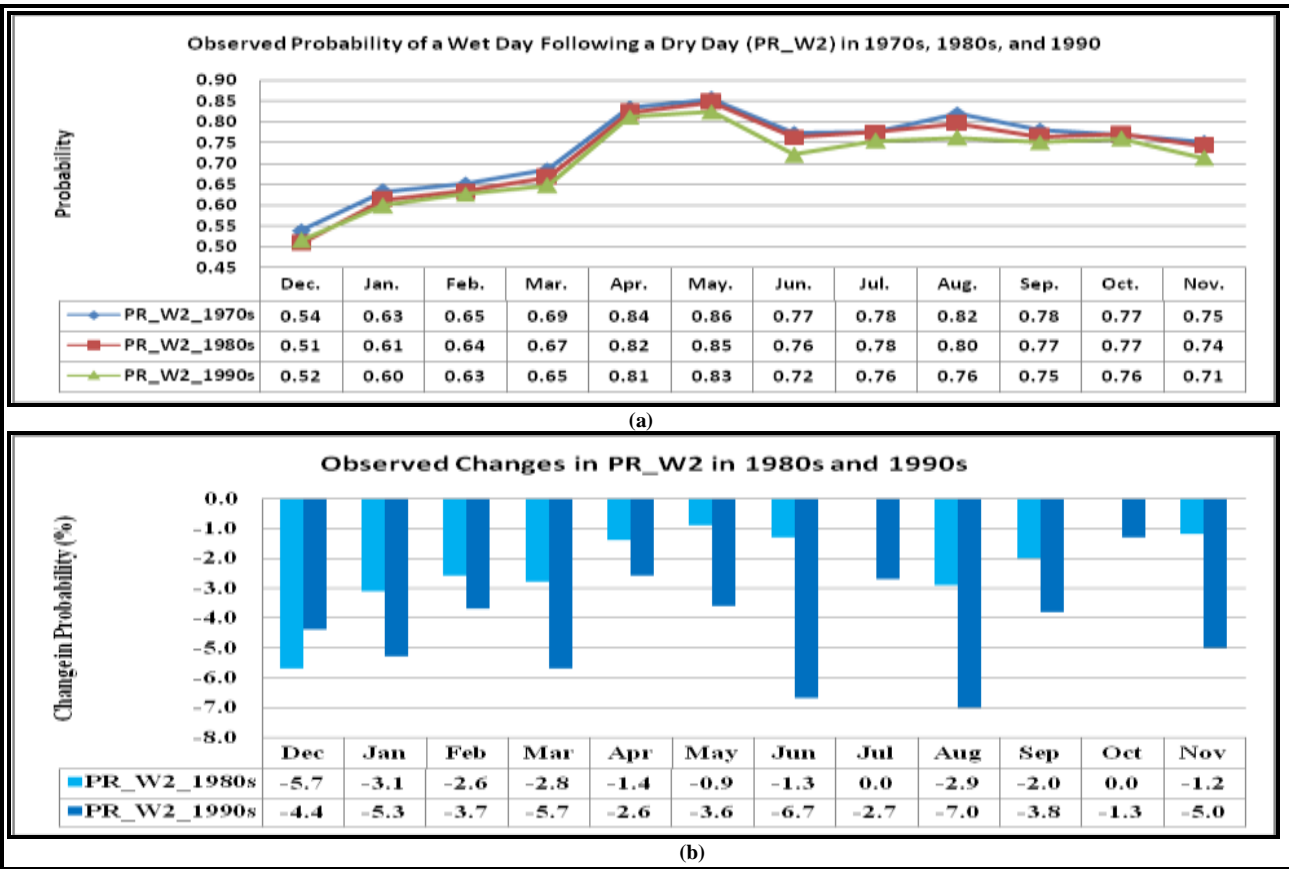 Observed Probability of a Wet Day Following a Dry Day (PR_W2) in 1970s, 1980s, and 1990
Probability
0.90
0.85
0.80
0.75
0.70
0.65
0.60
0.55
0.50
0.45
Dec. Jan. Feb. Mar. Apr. May. Jun. Jul. Aug. Sep. Oct. Nov.
PR_W2_1970s 0.54 0.63 0.65 0.69 0.84 0.86 0.77 0.78 0.82 0.78 0.77 0.75
PR_W2_1980s 0.51 0.61 0.64 0.67 0.82 0.85 0.76 0.78 0.80 0.77 0.77 0.74
PR_W2_1990s 0.52 0.60 0.63 0.65 0.81 0.83 0.72 0.76 0.76 0.75 0.76 0.71
(a)
Observed Changes in PR_W2 in 1980s and 1990s
Change in Probability (%)
0.0
-1.0
-2.0
-3.0
-4.0
-5.0
-6.0
-7.0
-8.0
Dec Jan Feb Mar Apr May Jun Jul Aug Sep Oct Nov
PR_W2_1980s -5.7 -3.1 -2.6 -2.8 -1.4 -0.9 -1.3 0.0 -2.9 -2.0 0.0 -1.2
PR_W2_1990s -4.4 -5.3 -3.7 -5.7 -2.6 -3.6 -6.7 -2.7 -7.0 -3.8 -1.3 -5.0
(b)